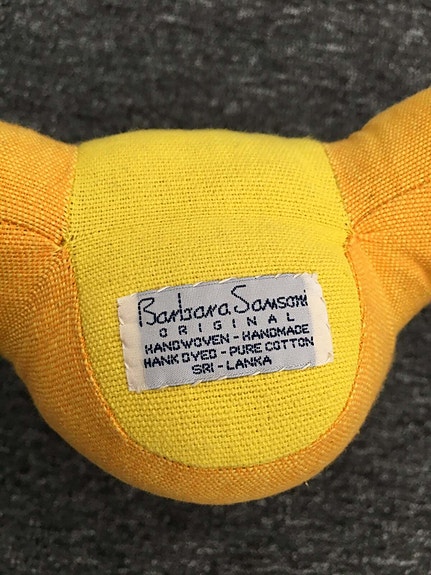 Barbara Sansoni
ORIGINAL
HANDWOVEN - HANDMADE
HANK DYED - PURE COTTON
SRI - LANKA